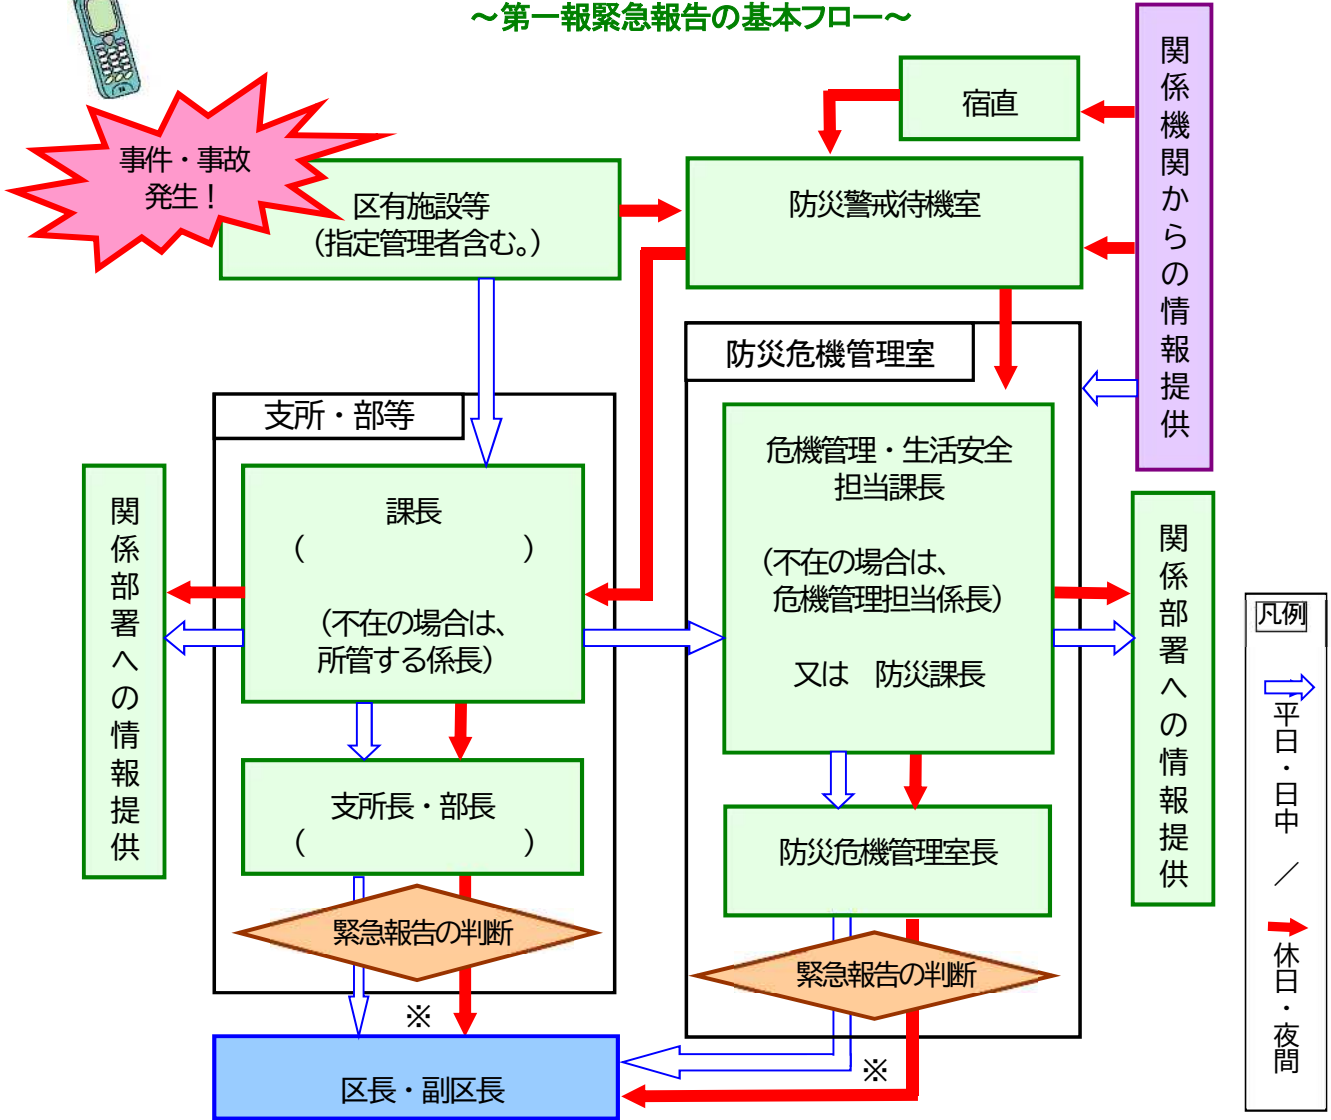 ～第一報緊急報告の基本フロー～
事件・事故
発生！
区有施設等
（指定管理者含む。）
宿直
防災警戒待機室
関係機関からの情報提供
防災危機管理室
支所・部等
課長
（　　　　　　　　）
（不在の場合は、
所管する係長）
危機管理・生活安全
担当課長
（不在の場合は、
危機管理担当係長）
又は　防災課長
関係部署への情報提供
関係部署への情報提供
支所長・部長
（　　　　　　　　）
防災危機管理室長
緊急報告の判断
緊急報告の判断
※
※
区長・副区長
凡例
平日・日中　／　休日・夜間